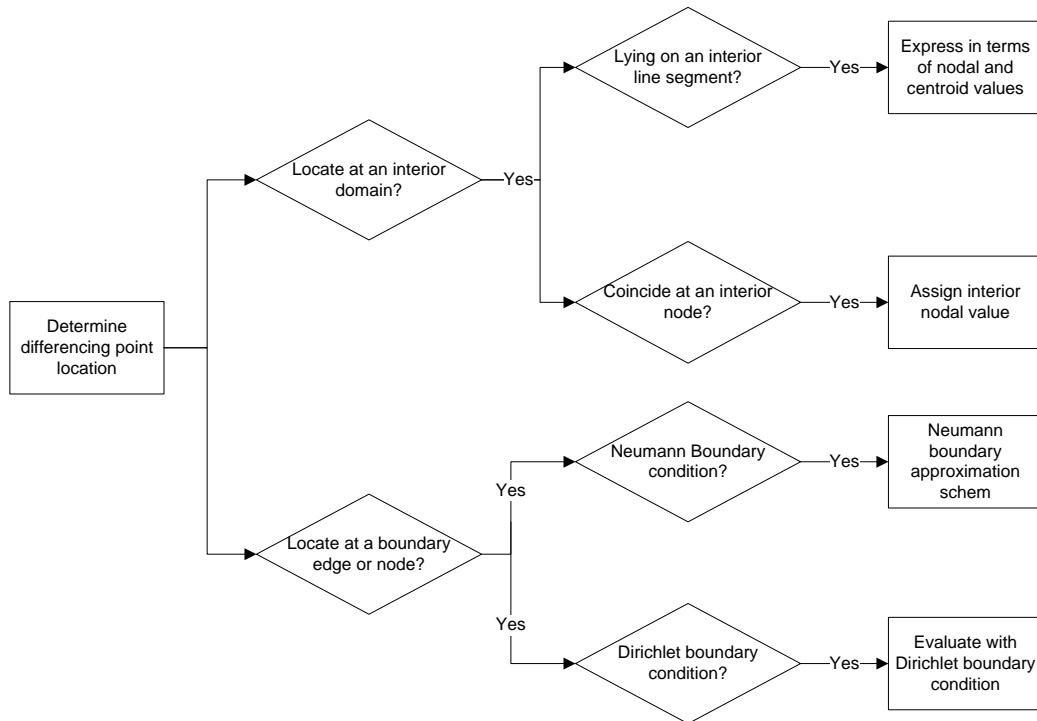 Lying on an interior
line segment?
Yes
Express in terms
of nodal and
centroid values
Locate at an interior
domain?
Yes
Coincide at an interior
node?
Yes
Assign interior
nodal value
Determine
differencing point
location
Neumann Boundary
condition?
Yes
Neumann
boundary
approximation
schem
Yes
Locate at a boundary
edge or node?
Yes
Dirichlet boundary
condition?
Yes
Evaluate with
Dirichlet boundary
condition